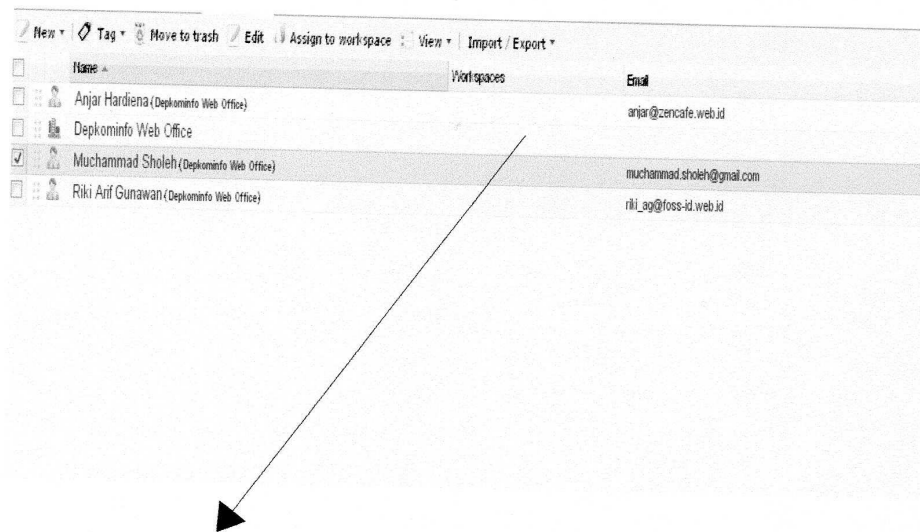 New Tag Move to trash Edit Assign to workspace View Import / Export
Name Workspaces Email
Anjar Hardiena (Depkominfo Web Office) anjar@zencafe.web.id
Depkominfo Web Office
Muchammad Sholeh (Depkominfo Web Office) muchammad.sholeh@gmail.com
Riki Arif Gunawan (Depkominfo Web Office) riki_ag@foss-id.web.id